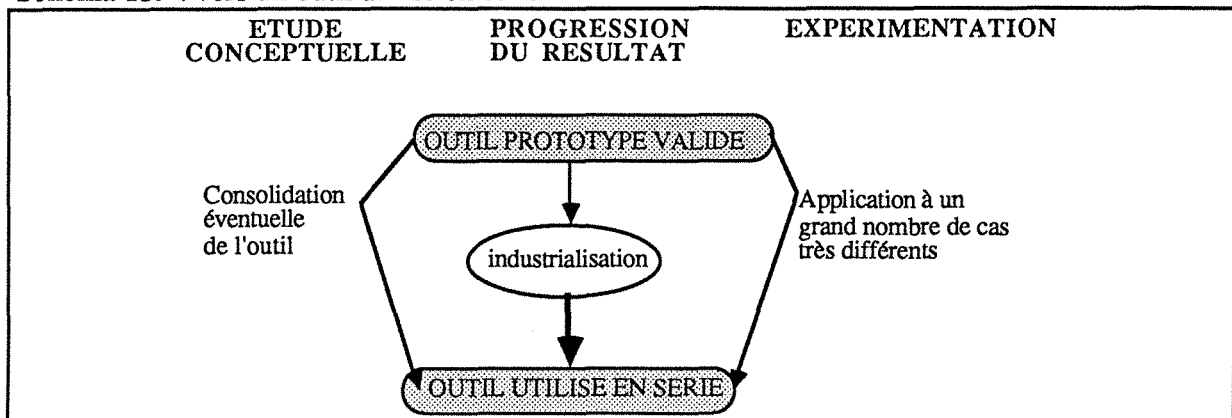 ETUDE
CONCEPTUELLE
PROGRESSION
DU RESULTAT
EXPERIMENTATION
OUTIL PROTOTYPE VALIDE
Consolidation
éventuelle
de l'outil
Application à un
grand nombre de cas
très différents
industrialisation
OUTIL UTILISE EN SERIE